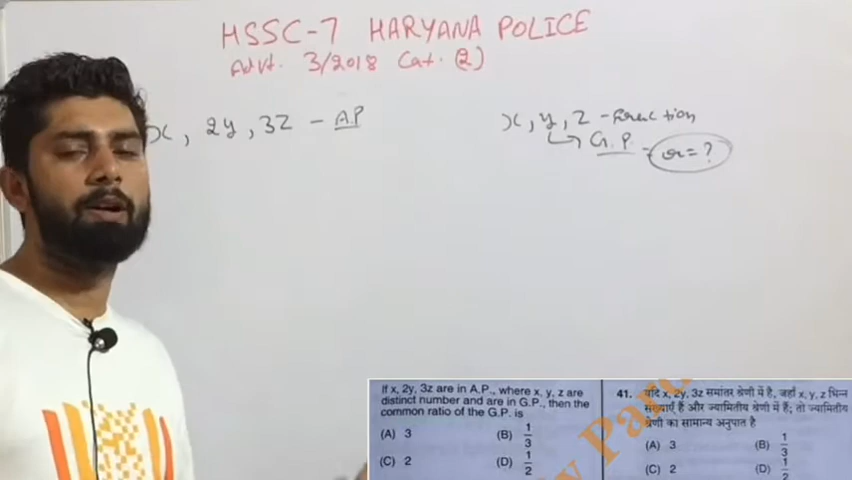 HSSC-7 HARYANA POLICE
Advt. 3/2018 Cat. (2)
x, 2y, 3z - A.P
x, y, z - 
G.P. - r = ?
If x, 2y, 3z are in A.P., where x, y, z are
distinct number and are in G.P., then the
common ratio of the G.P. is
(A) 3 (B) 1/3
(C) 2 (D) 1/2
41. यदि x, 2y, 3z समांतर श्रेणी में है, जहाँ x, y, z भिन्न
संख्याएँ हैं और ज्यामितीय श्रेणी में हैं; तो ज्यामितीय
श्रेणी का सामान्य अनुपात है
(A) 3 (B) 1/3
(C) 2 (D) 1/2